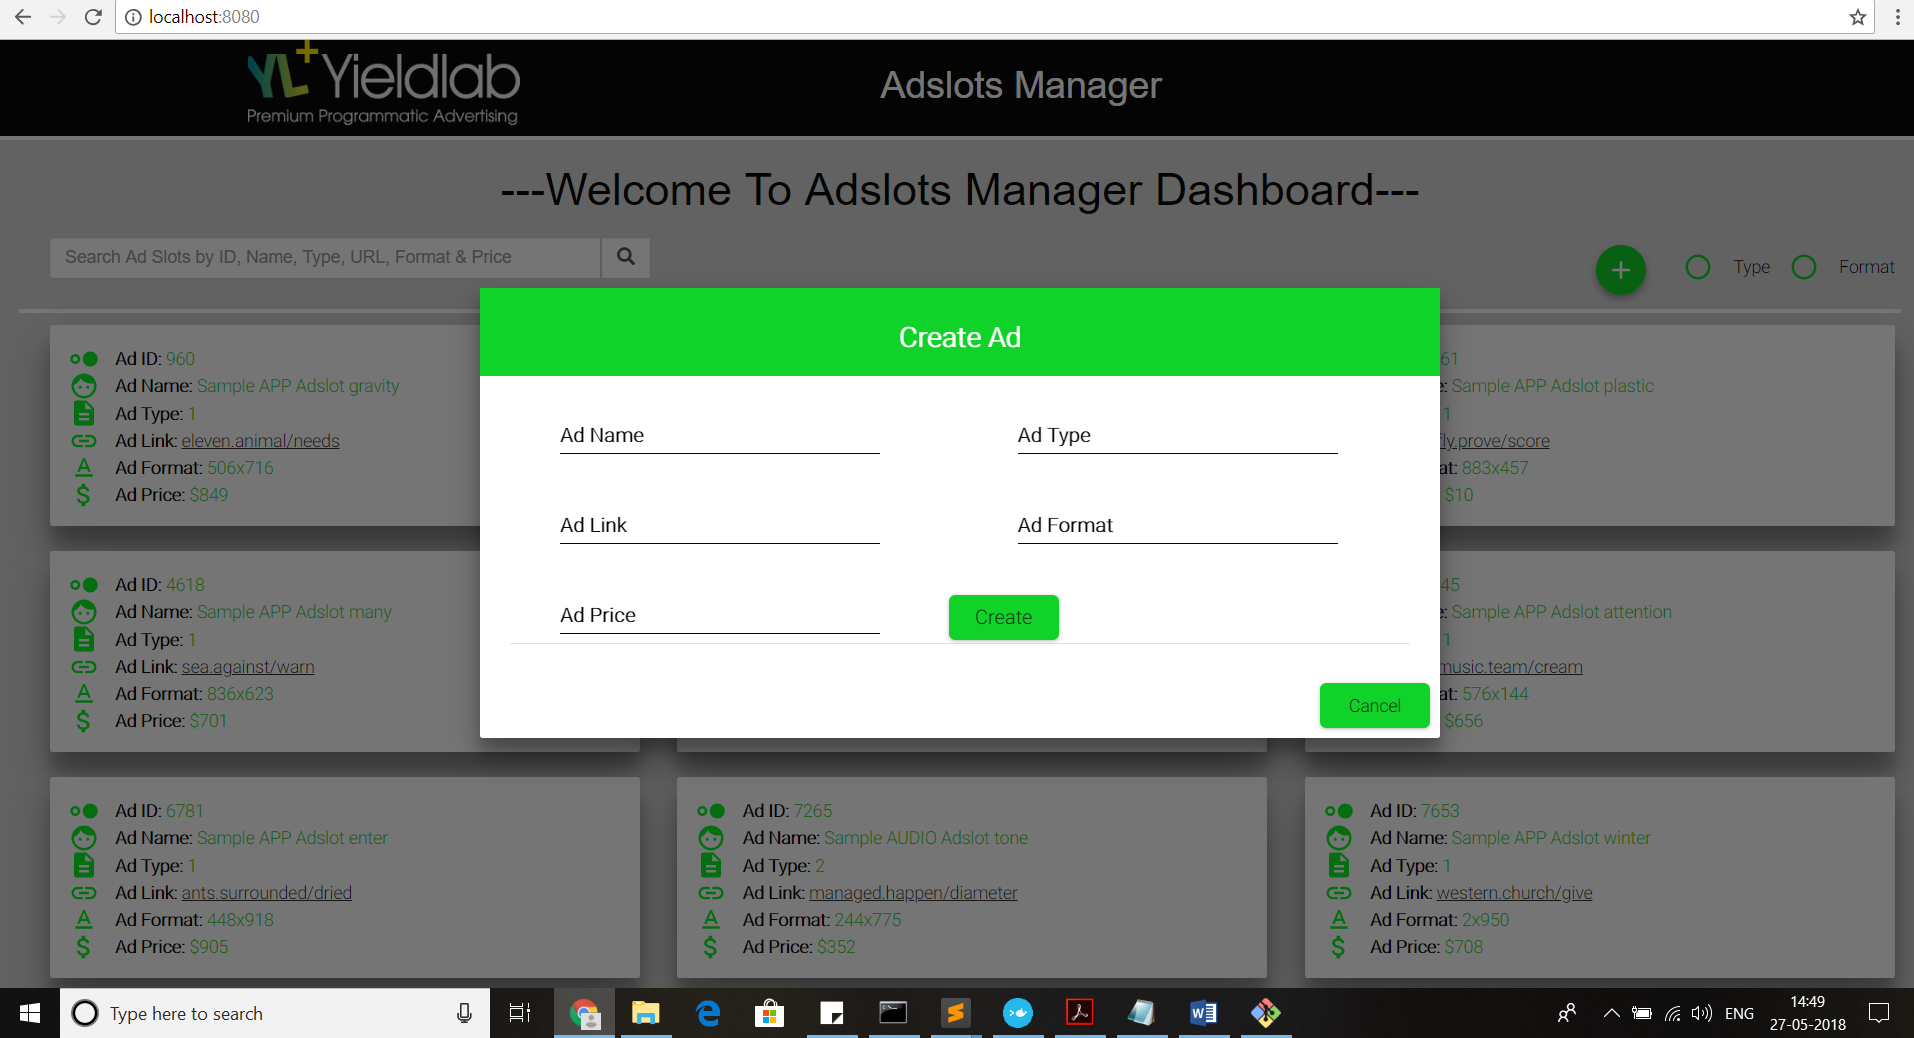 localhost:8080
YL+ Yieldlab
Premium Programmatic Advertising
Adslots Manager
---Welcome To Adslots Manager Dashboard---
Search Ad Slots by ID, Name, Type, URL, Format & Price
+
Type
Format
Create Ad
Ad Name
Ad Type
Ad Link
Ad Format
Ad Price
Create
Cancel
Ad ID: 960
Ad Name: Sample APP Adslot gravity
Ad Type: 1
Ad Link: eleven.animal/needs
Ad Format: 506x716
Ad Price: $849
61
: Sample APP Adslot plastic
1
fly.prove/score
at: 883x457
$10
Ad ID: 4618
Ad Name: Sample APP Adslot many
Ad Type: 1
Ad Link: sea.against/warn
Ad Format: 836x623
Ad Price: $701
45
: Sample APP Adslot attention
1
music.team/cream
at: 576x144
$656
Ad ID: 6781
Ad Name: Sample APP Adslot enter
Ad Type: 1
Ad Link: ants.surrounded/dried
Ad Format: 448x918
Ad Price: $905
Ad ID: 7265
Ad Name: Sample AUDIO Adslot tone
Ad Type: 2
Ad Link: managed.happen/diameter
Ad Format: 244x775
Ad Price: $352
Ad ID: 7653
Ad Name: Sample APP Adslot winter
Ad Type: 1
Ad Link: western.church/give
Ad Format: 2x950
Ad Price: $708
Type here to search
ENG
14:49
27-05-2018